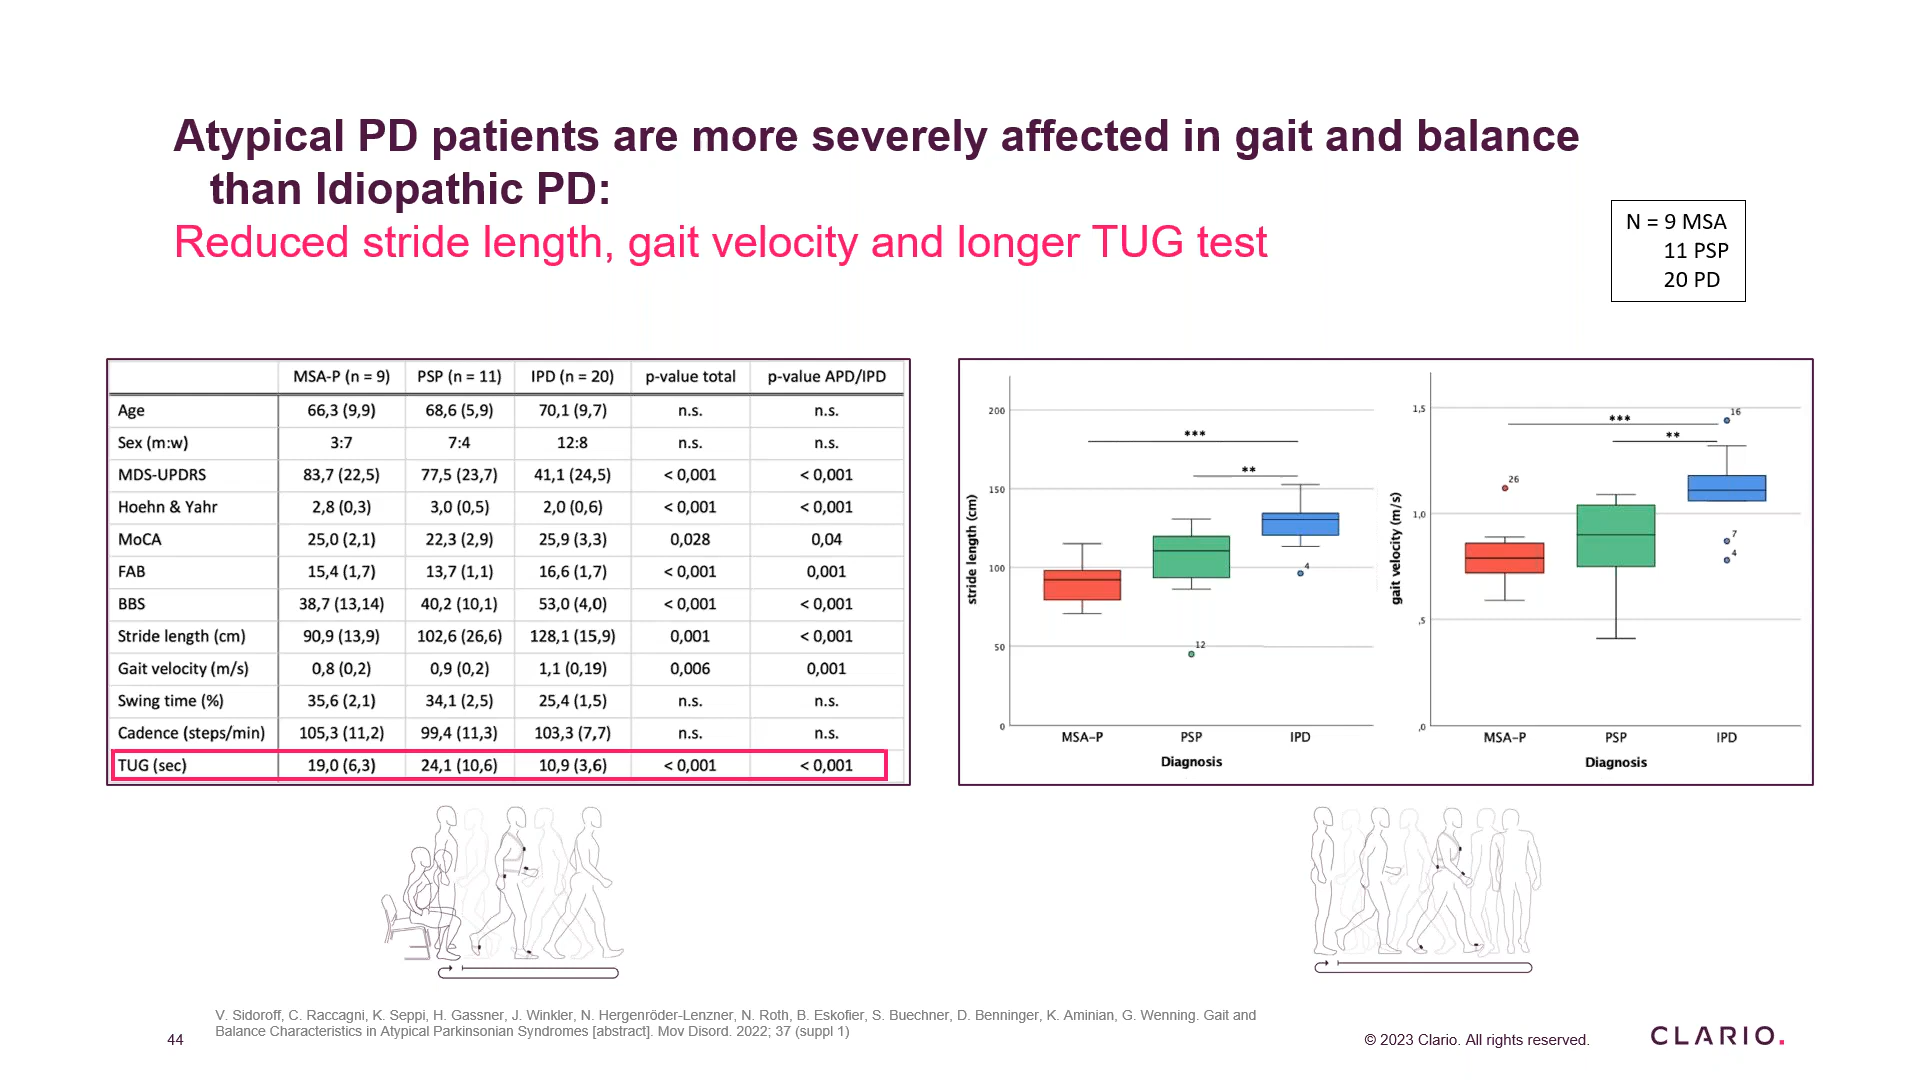 Atypical PD patients are more severely affected in gait and balance
than Idiopathic PD:
Reduced stride length, gait velocity and longer TUG test
N = 9 MSA
11 PSP
20 PD
MSA-P (n = 9) PSP (n = 11) IPD (n = 20) p-value total p-value APD/IPD
Age 66,3 (9,9) 68,6 (5,9) 70,1 (9,7) n.s. n.s.
Sex (m:w) 3:7 7:4 12:8 n.s. n.s.
MDS-UPDRS 83,7 (22,5) 77,5 (23,7) 41,1 (24,5) < 0,001 < 0,001
Hoehn & Yahr 2,8 (0,3) 3,0 (0,5) 2,0 (0,6) < 0,001 < 0,001
MoCA 25,0 (2,1) 22,3 (2,9) 25,9 (3,3) 0,028 0,04
FAB 15,4 (1,7) 13,7 (1,1) 16,6 (1,7) < 0,001 0,001
BBS 38,7 (13,14) 40,2 (10,1) 53,0 (4,0) < 0,001 < 0,001
Stride length (cm) 90,9 (13,9) 102,6 (26,6) 128,1 (15,9) 0,001 < 0,001
Gait velocity (m/s) 0,8 (0,2) 0,9 (0,2) 1,1 (0,19) 0,006 0,001
Swing time (%) 35,6 (2,1) 34,1 (2,5) 25,4 (1,5) n.s. n.s.
Cadence (steps/min) 105,3 (11,2) 99,4 (11,3) 103,3 (7,7) n.s. n.s.
TUG (sec) 19,0 (6,3) 24,1 (10,6) 10,9 (3,6) < 0,001 < 0,001
stride length (cm)
200
150
100
50
0
***
**
4
12
MSA-P PSP IPD
Diagnosis
gait velocity (m/s)
1,5
1,0
,5
,0
***
**
16
26
7
4
MSA-P PSP IPD
Diagnosis
V. Sidoroff, C. Raccagni, K. Seppi, H. Gassner, J. Winkler, N. Hergenröder-Lenzner, N. Roth, B. Eskofier, S. Buechner, D. Benninger, K. Aminian, G. Wenning. Gait and
Balance Characteristics in Atypical Parkinsonian Syndromes [abstract]. Mov Disord. 2022; 37 (suppl 1)
44
© 2023 Clario. All rights reserved.
CLARIO.